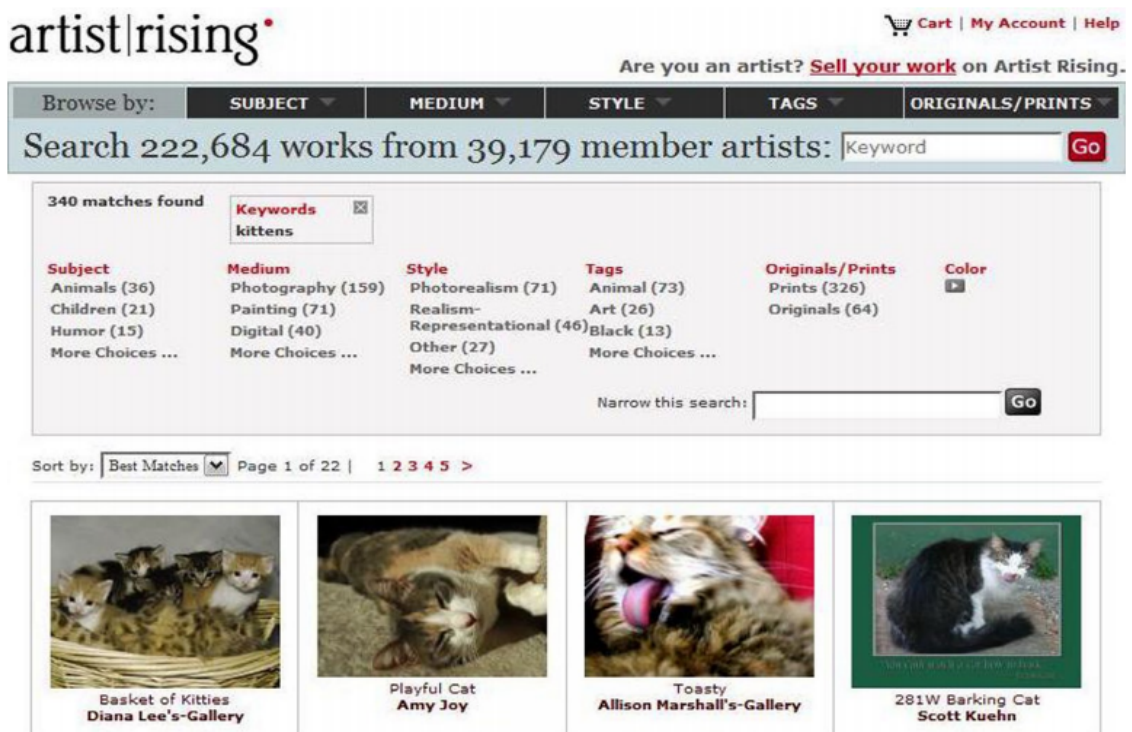 artist|rising
Cart | My Account | Help
Are you an artist? Sell your work on Artist Rising.
Browse by: SUBJECT MEDIUM STYLE TAGS ORIGINALS/PRINTS
Search 222,684 works from 39,179 member artists: Keyword Go
340 matches found
Keywords
kittens
Subject Medium Style Tags Originals/Prints Color
Animals (36) Photography (159) Photorealism (71) Animal (73) Prints (326)
Children (21) Painting (71) Realism- Art (26) Originals (64)
Representational (46)
Humor (15) Digital (40) Black (13)
Other (27)
More Choices ... More Choices ... More Choices ...
More Choices ...
Narrow this search: Go
Sort by: Best Matches Page 1 of 22 | 1 2 3 4 5 >
Basket of Kitties Playful Cat Toasty 281W Barking Cat
Diana Lee's-Gallery Amy Joy Allison Marshall's-Gallery Scott Kuehn